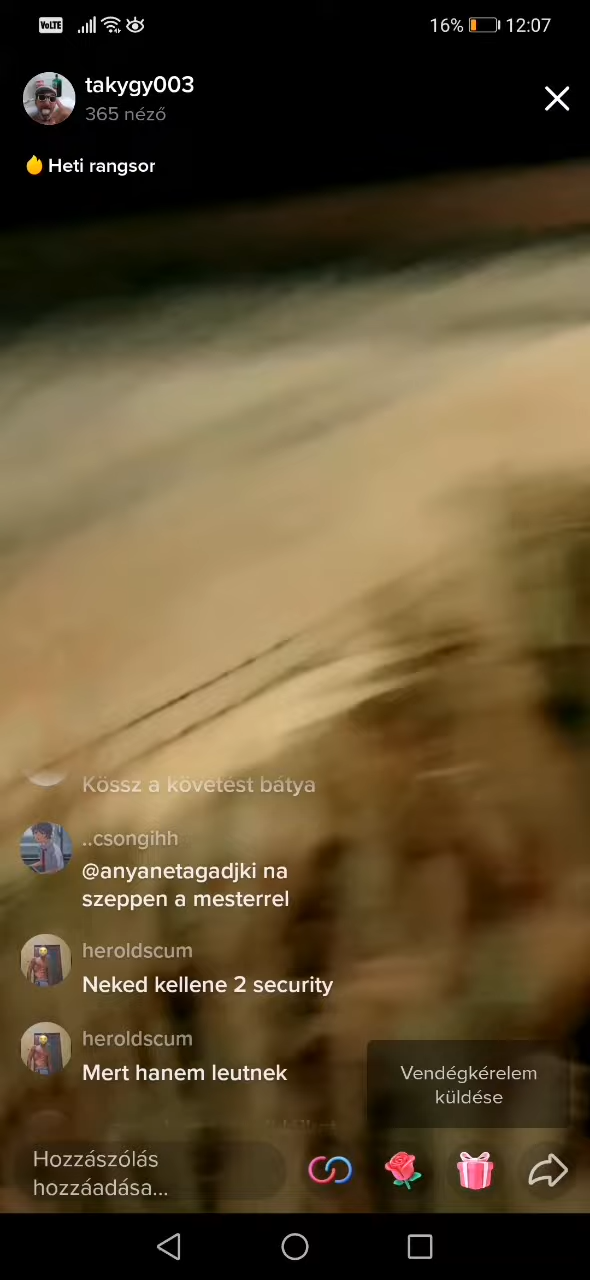 VoLTE
16%
12:07
takygy003
365 néző
Heti rangsor
Kössz a követést bátya
..csongihh
@anyanetagadjki na
szeppen a mesterrel
heroldscum
Neked kellene 2 security
heroldscum
Mert hanem leutnek
Vendégkérelem
küldése
Hozzászólás
hozzáadása...